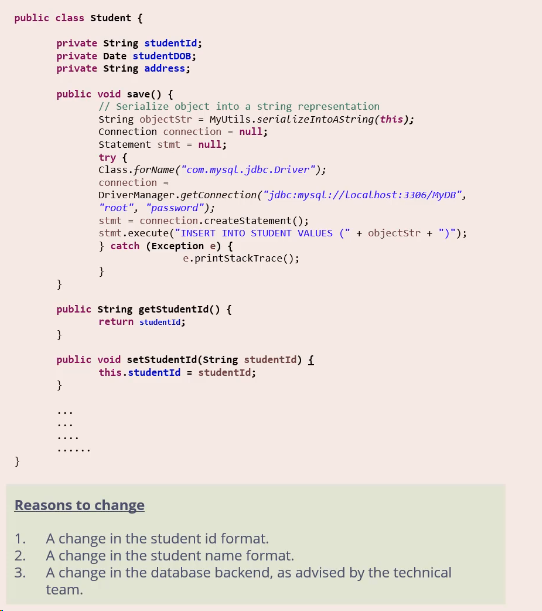 public class Student {
private String studentId;
private Date studentDOB;
private String address;
public void save() {
// Serialize object into a string representation
String objectStr = MyUtils.serializeIntoAString(this);
Connection connection = null;
Statement stmt = null;
try {
Class.forName("com.mysql.jdbc.Driver");
connection =
DriverManager.getConnection("jdbc:mysql://localhost:3306/MyDB",
"root", "password");
stmt = connection.createStatement();
stmt.execute("INSERT INTO STUDENT VALUES (" + objectStr + ")");
} catch (Exception e) {
e.printStackTrace();
}
}
public String getStudentId() {
return studentId;
}
public void setStudentId(String studentId) {
this.studentId = studentId;
}
...
...
....
......
}
Reasons to change
1. A change in the student id format.
2. A change in the student name format.
3. A change in the database backend, as advised by the technical
team.